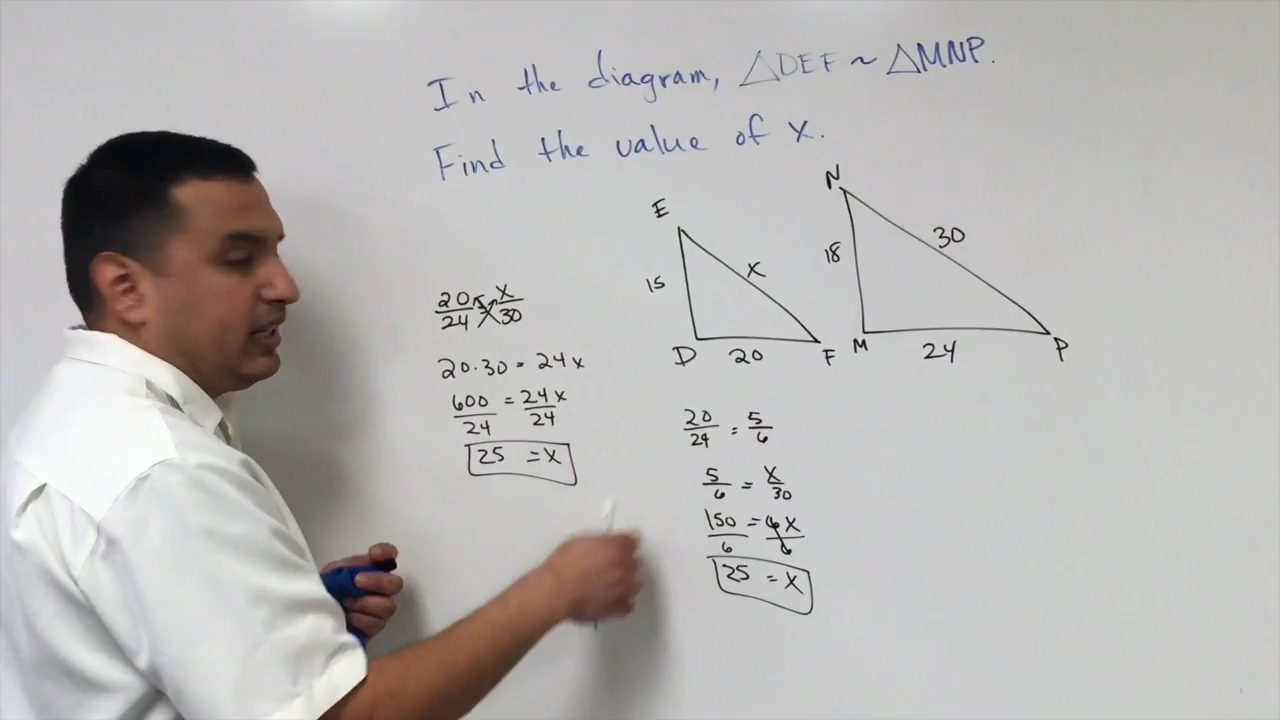 In the diagram, △DEF ~ △MNP.
Find the value of x.
E
15
x
D
20
F
N
18
30
M
24
P
20/24 = x/30
20·30 = 24x
600/24 = 24x/24
25 = x
20/24 = 5/6
5/6 = x/30
150/6 = 6x/6
25 = x